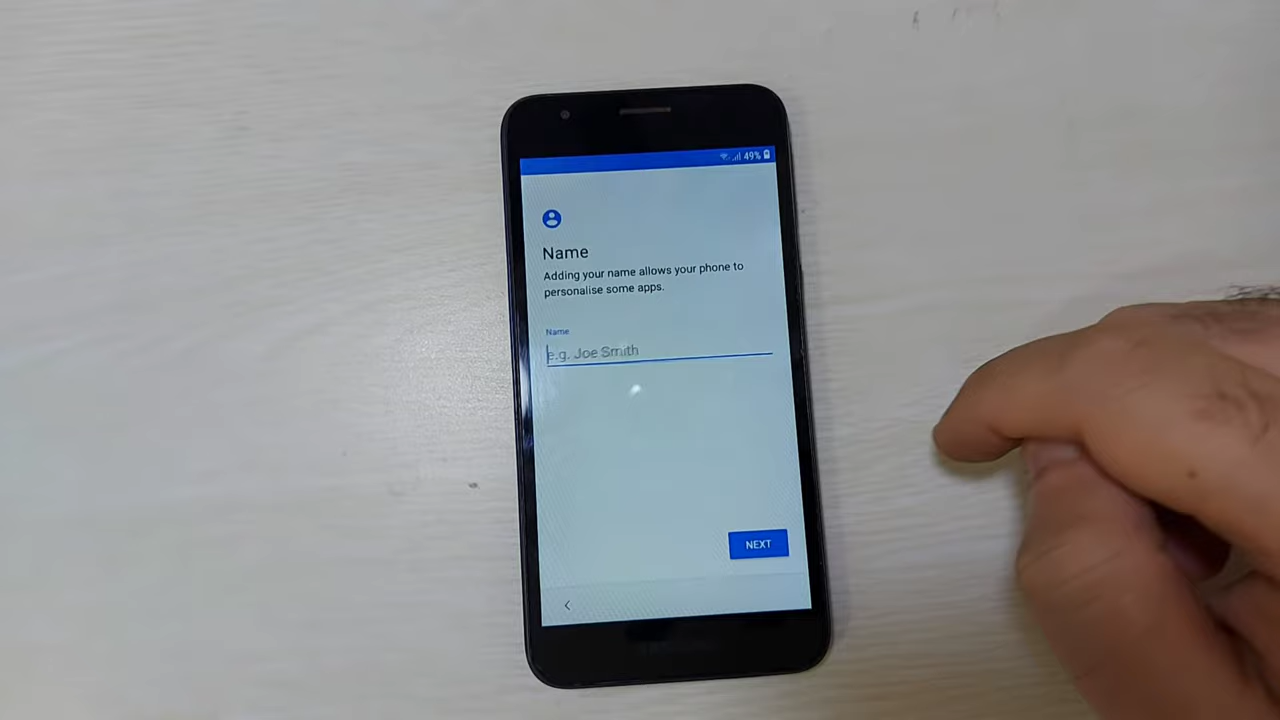 49%
Name
Adding your name allows your phone to
personalise some apps.
Name
e.g. Joe Smith
NEXT